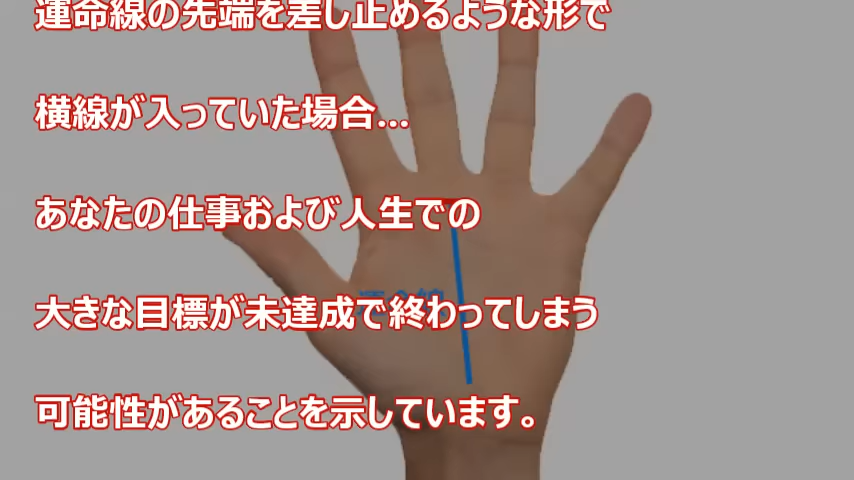 運命線の先端を差し止めるような形で
横線が入っていた場合...
あなたの仕事および人生での
大きな目標が未達成で終わってしまう
可能性があることを示しています。
運命線